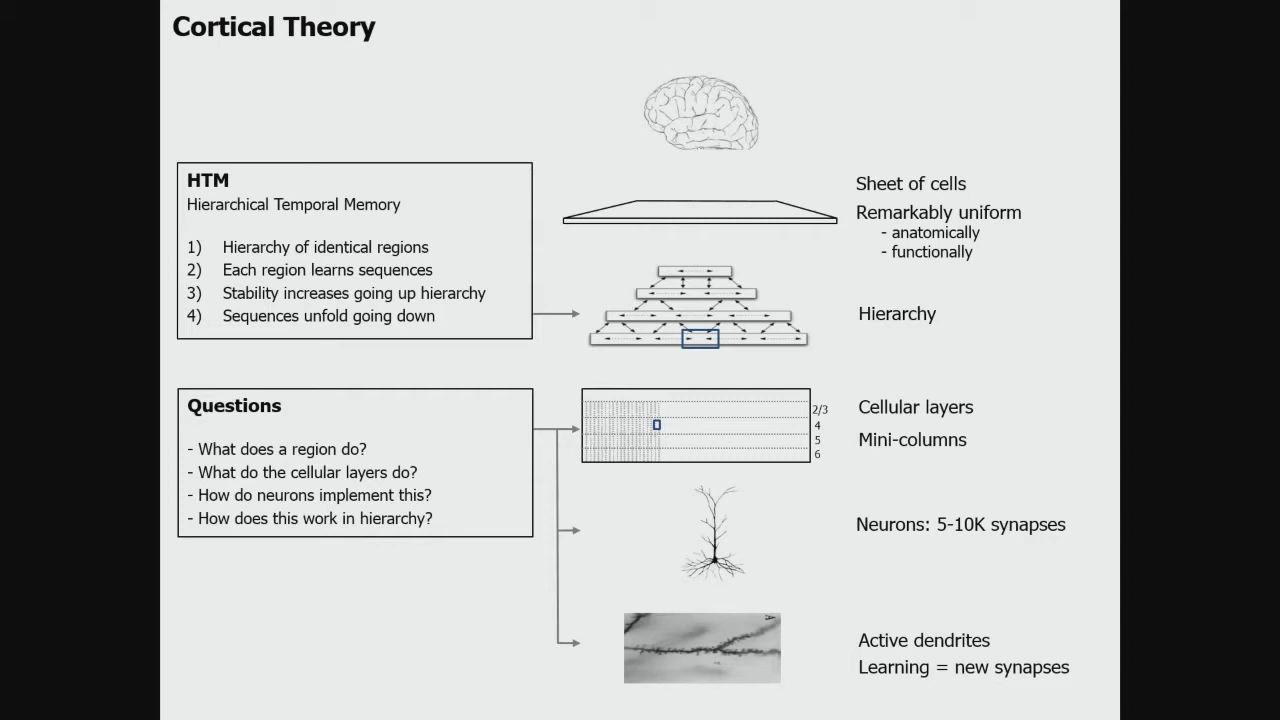 Cortical Theory
HTM
Hierarchical Temporal Memory
1) Hierarchy of identical regions
2) Each region learns sequences
3) Stability increases going up hierarchy
4) Sequences unfold going down
Sheet of cells
Remarkably uniform
- anatomically
- functionally
Hierarchy
Questions
- What does a region do?
- What do the cellular layers do?
- How do neurons implement this?
- How does this work in hierarchy?
2/3
4
5
6
Cellular layers
Mini-columns
Neurons: 5-10K synapses
Active dendrites
Learning = new synapses